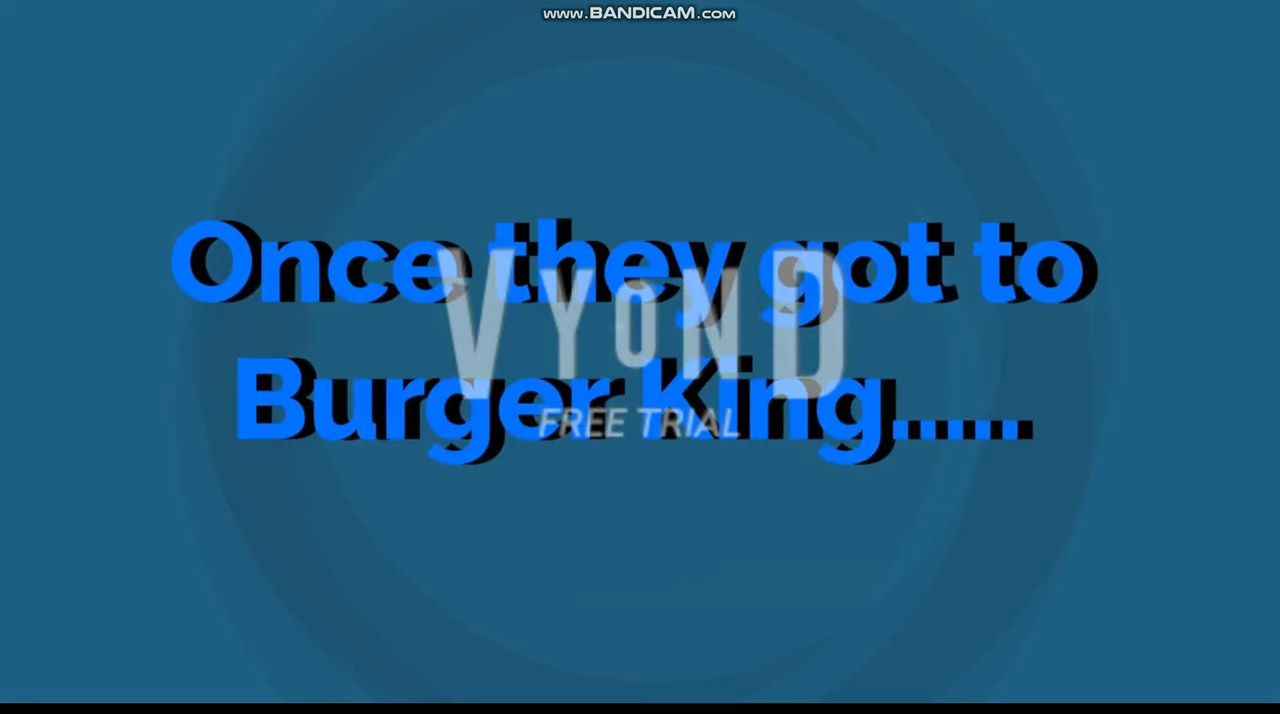 www.BANDICAM.com
Once they got to
VYOND
Burger King......
FREE TRIAL